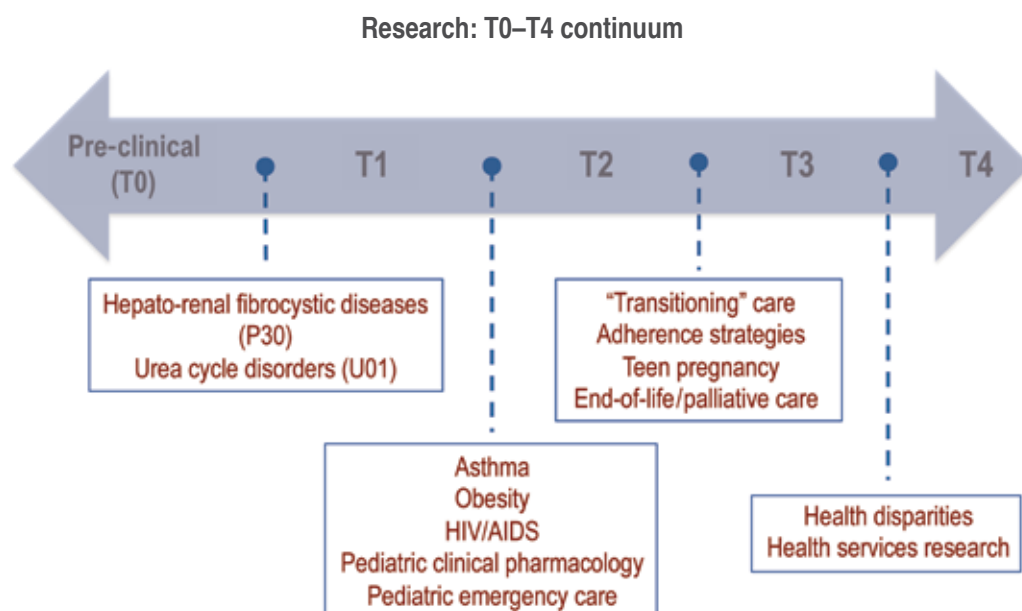 Research: T0–T4 continuum
Pre-clinical
(T0)
T1
T2
T3
T4
Hepato-renal fibrocystic diseases
(P30)
Urea cycle disorders (U01)
“Transitioning” care
Adherence strategies
Teen pregnancy
End-of-life/palliative care
Asthma
Obesity
HIV/AIDS
Pediatric clinical pharmacology
Pediatric emergency care
Health disparities
Health services research